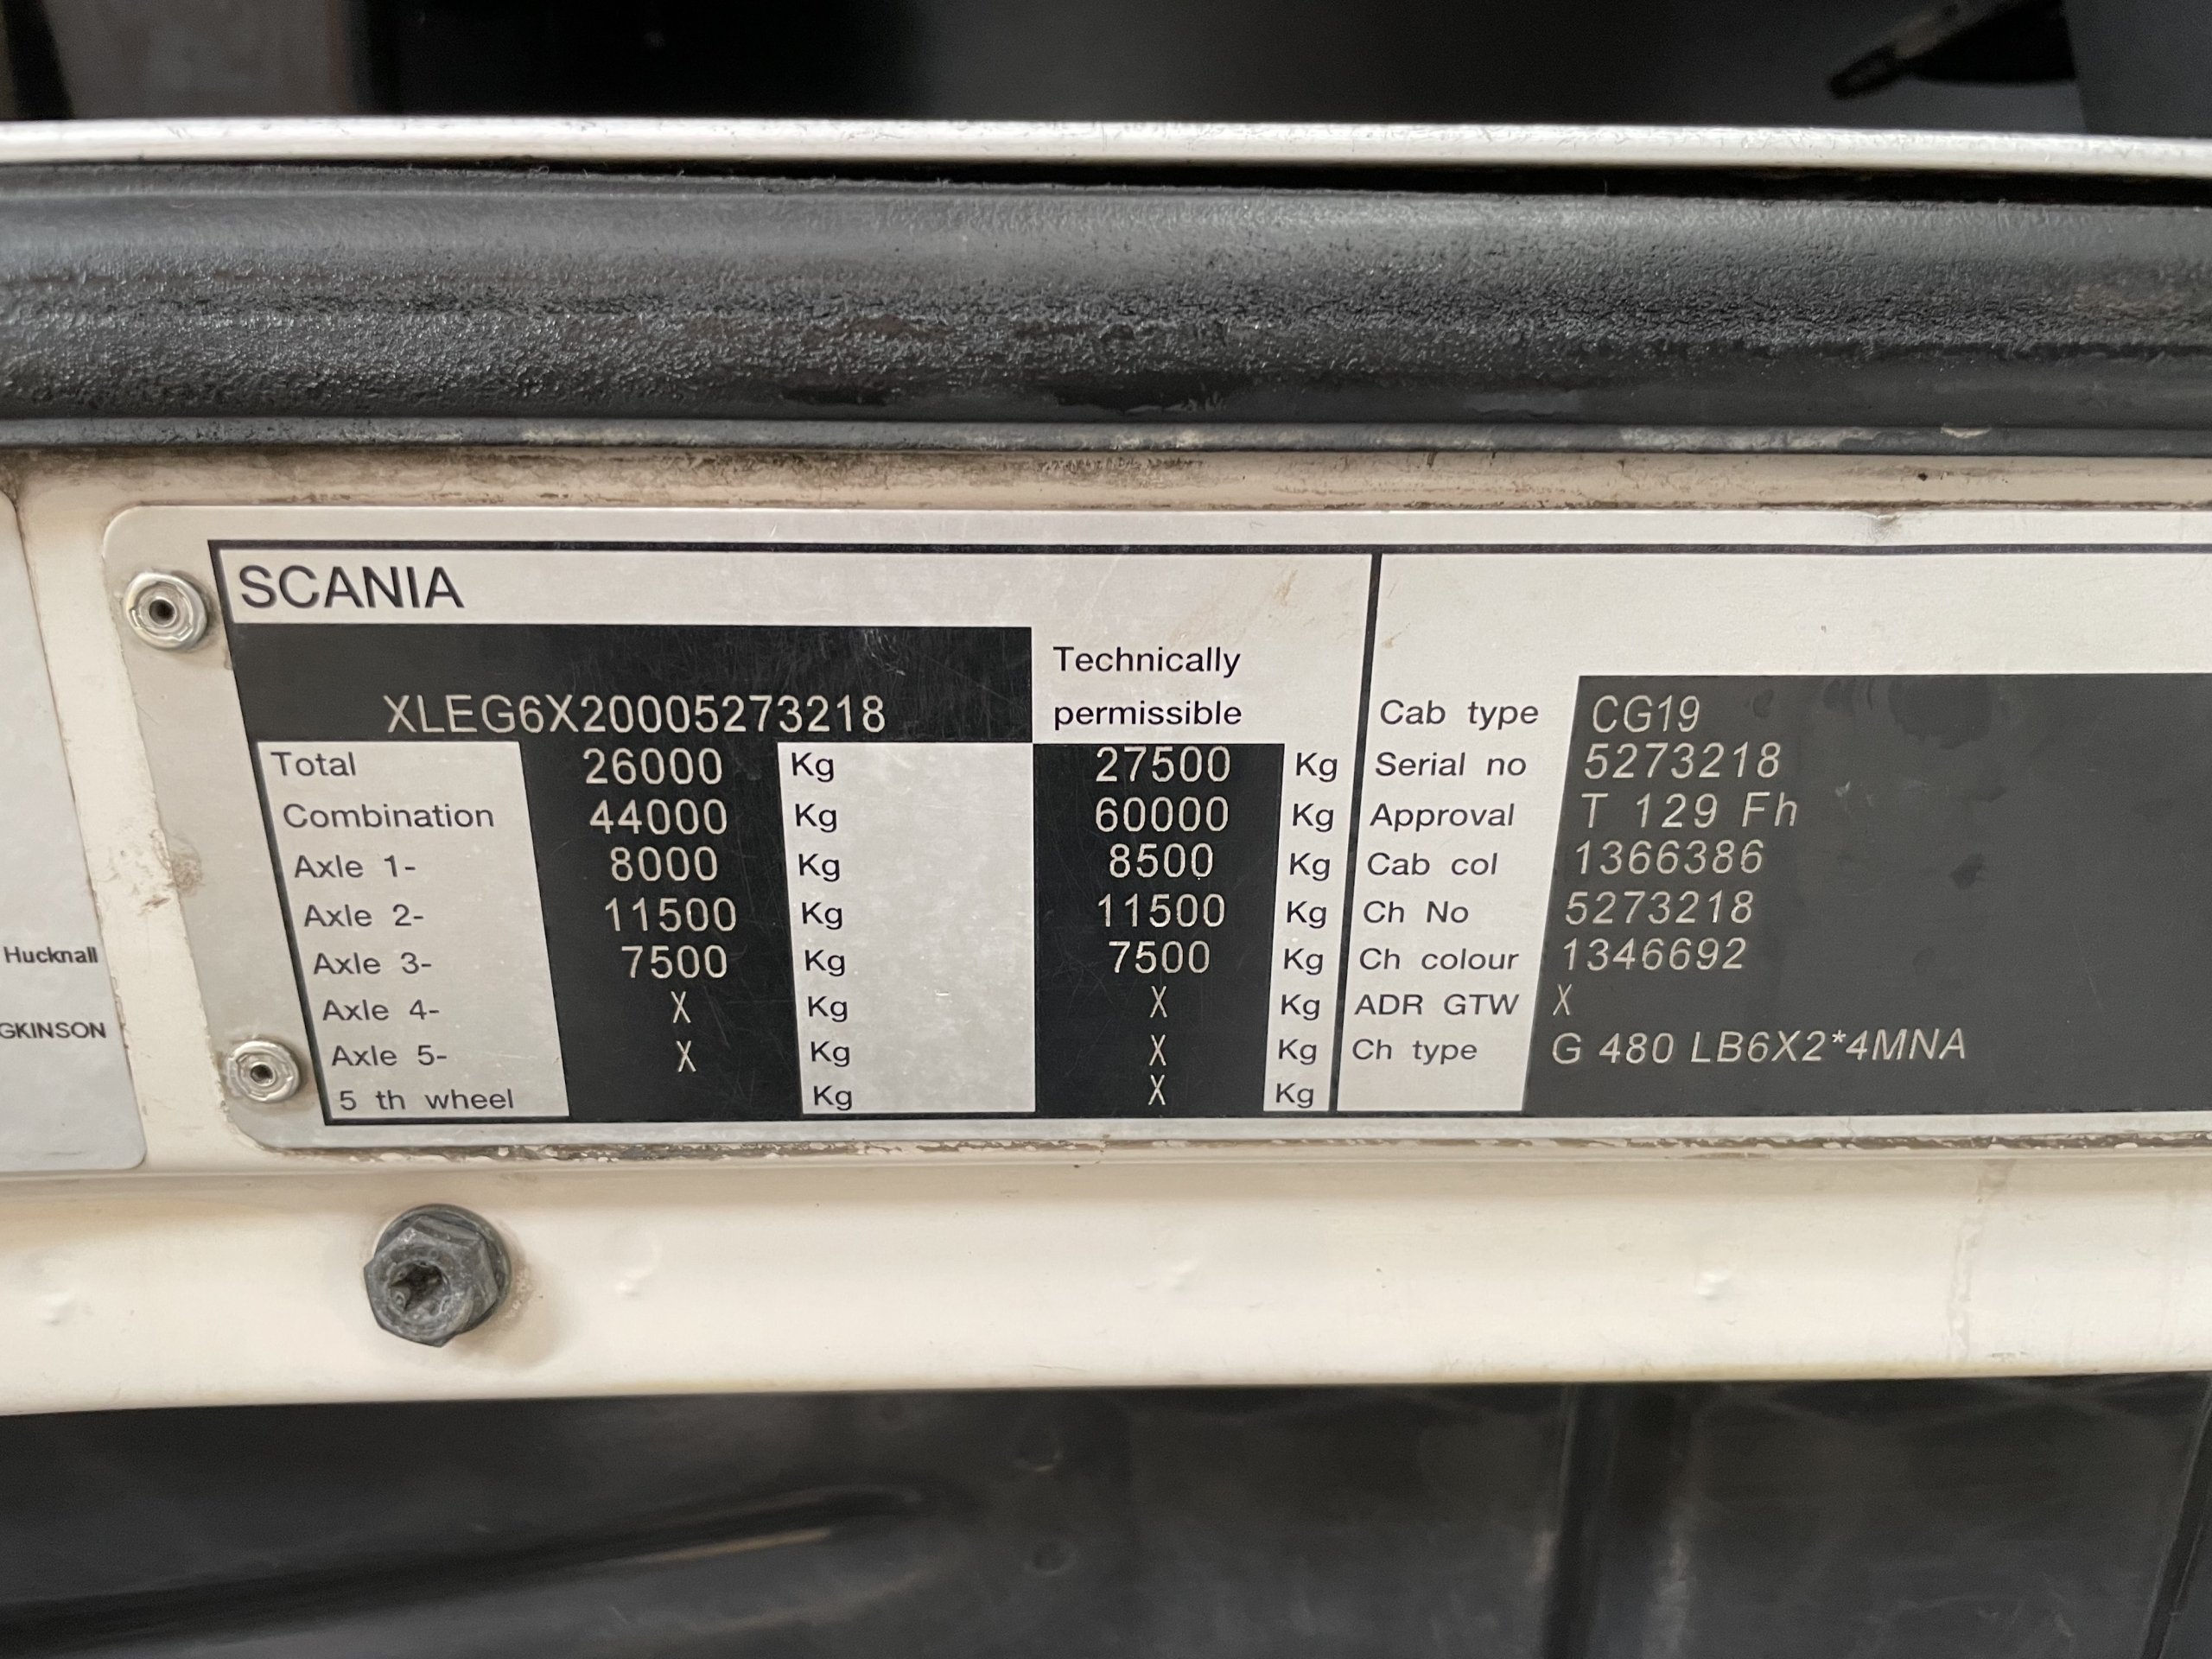 SCANIA
Technically
XLEG6X20005273218 permissible Cab type CG19
Total 26000 Kg 27500 Kg Serial no 5273218
Combination 44000 Kg 60000 Kg Approval T 129 Fh
Axle 1- 8000 Kg 8500 Kg Cab col 1366386
Axle 2- 11500 Kg 11500 Kg Ch No 5273218
Axle 3- 7500 Kg 7500 Kg Ch colour 1346692
Axle 4- X Kg X Kg ADR GTW X
Axle 5- X Kg X Kg Ch type G 480 LB6X2*4MNA
5 th wheel Kg X Kg
Hucknall
GKINSON